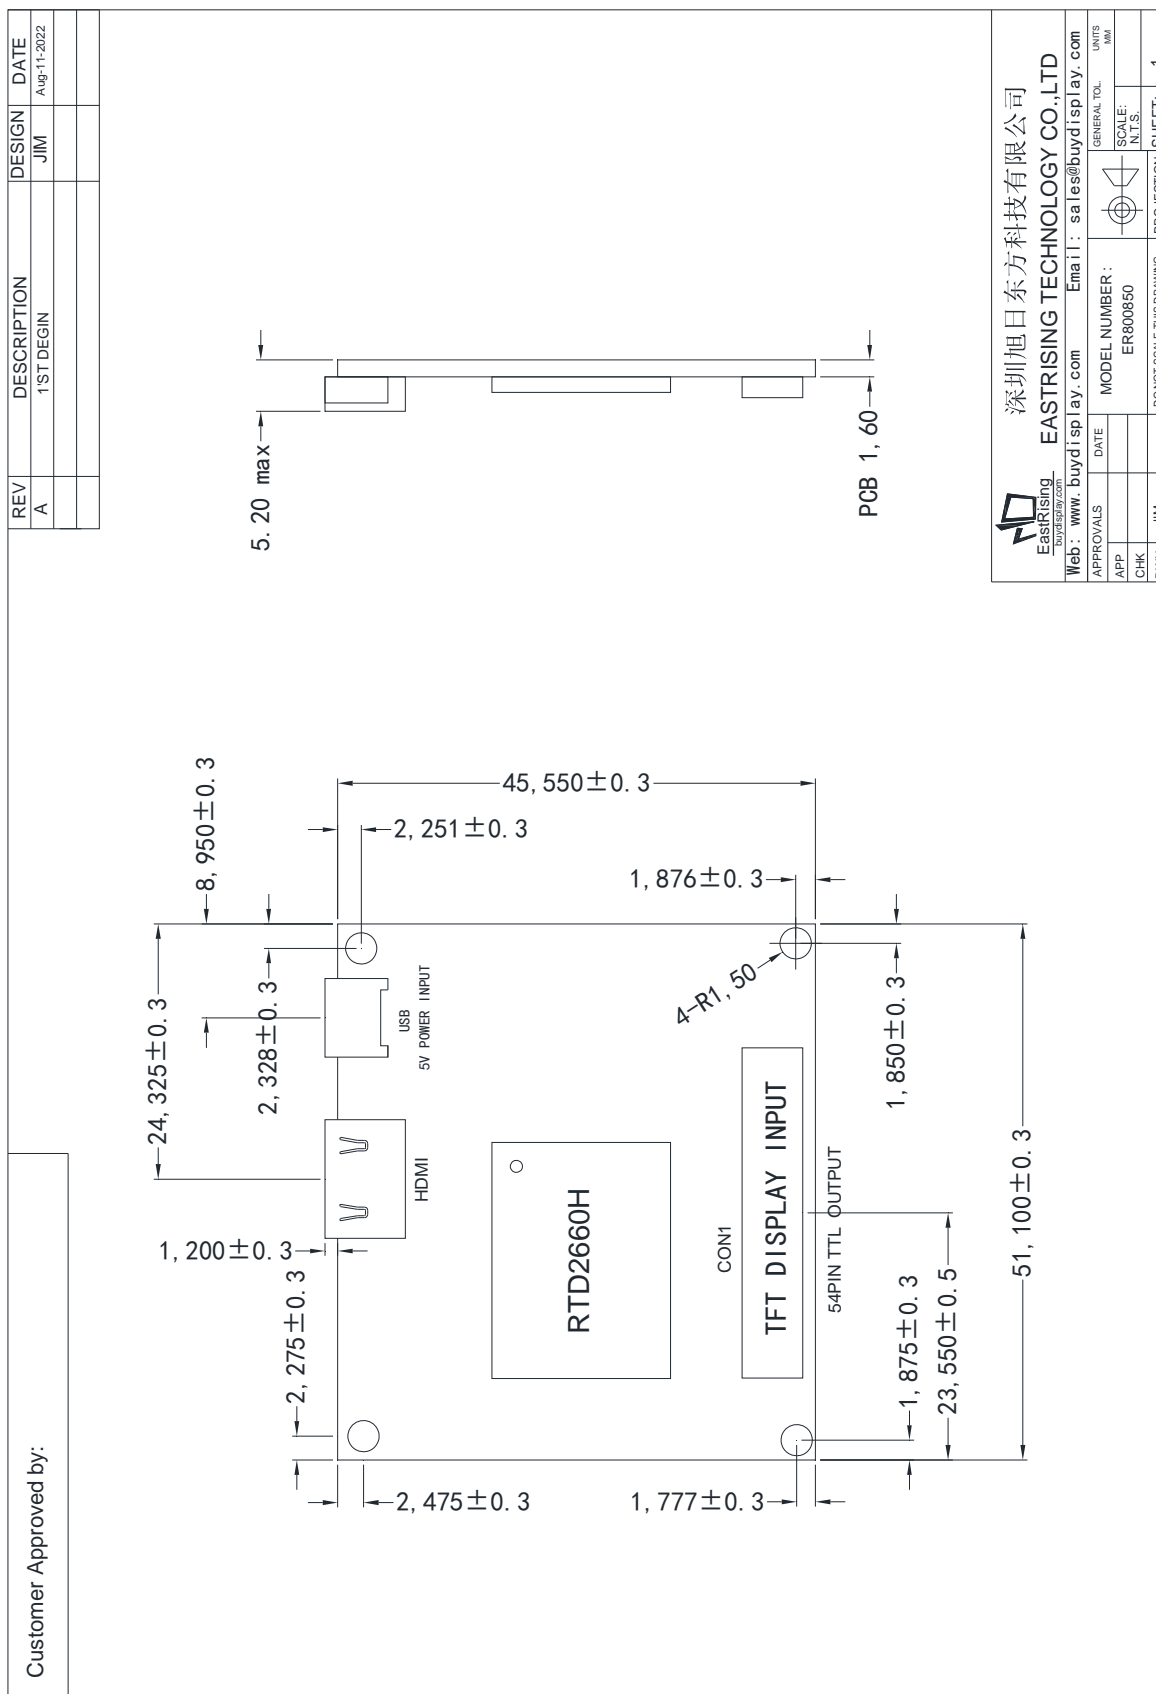 Customer Approved by:
REV DESCRIPTION DESIGN DATE
A 1'ST DEGIN JIM Aug-11-2022
5.20 max
PCB 1,60
8,950±0.3
24,325±0.3
2,328±0.3
45,550±0.3
2,251±0.3
1,876±0.3
4-R1,50
1,850±0.3
51,100±0.3
23,550±0.5
1,875±0.3
1,777±0.3
2,475±0.3
2,275±0.3
1,200±0.3
USB
5V POWER INPUT
HDMI
RTD2660H
CON1
TFT DISPLAY INPUT
54PIN TTL OUTPUT
深圳旭日东方科技有限公司
EastRising
buydisplay.com
EASTRISING TECHNOLOGY CO.,LTD
Web: www.buydisplay.com Email: sales@buydisplay.com
APPROVALS DATE
APP
CHK
MODEL NUMBER:
ER800850
GENERAL TOL. UNITS
MM
SCALE:
N.T.S.